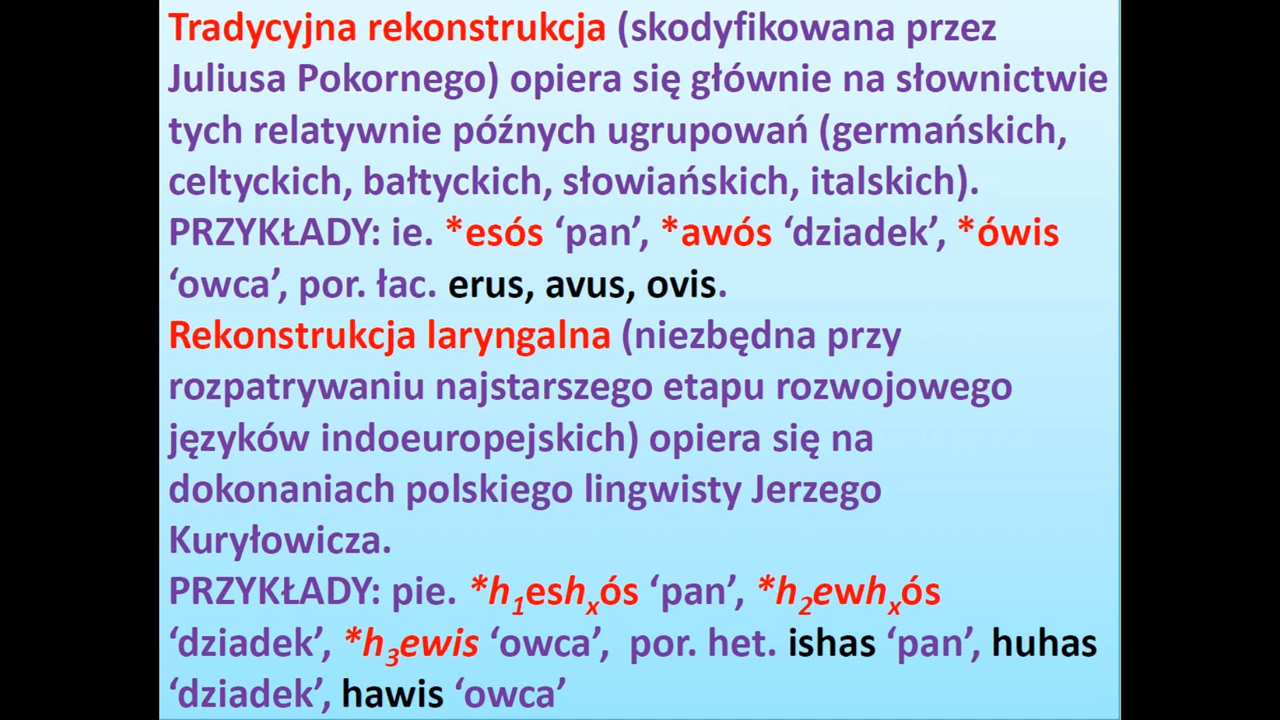 Tradycyjna rekonstrukcja (skodyfikowana przez
Juliusa Pokornego) opiera się głównie na słownictwie
tych relatywnie późnych ugrupowań (germańskich,
celtyckich, bałtyckich, słowiańskich, italskich).
PRZYKŁADY: ie. *esós ‘pan’, *awós ‘dziadek’, *ówis
‘owca’, por. łac. erus, avus, ovis.
Rekonstrukcja laryngalna (niezbędna przy
rozpatrywaniu najstarszego etapu rozwojowego
języków indoeuropejskich) opiera się na
dokonaniach polskiego lingwisty Jerzego
Kuryłowicza.
PRZYKŁADY: pie. *h₁eshₓós ‘pan’, *h₂ewhₓós
‘dziadek’, *h₃ewis ‘owca’, por. het. ishas ‘pan’, huhas
‘dziadek’, hawis ‘owca’